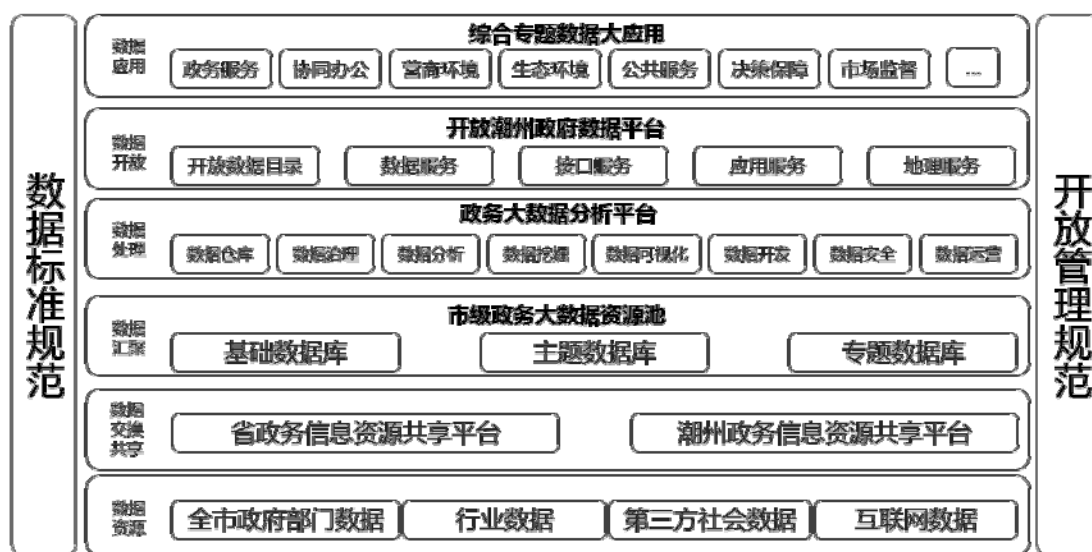 数据标准规范
综合专题数据大应用
数据
应用
政务服务 协同办公 营商环境 生态环境 公共服务 决策保障 市场监督 ...
开放潮州政府数据平台
数据
开放
开放数据目录 数据服务 接口服务 应用服务 地理服务
政务大数据分析平台
数据
处理
数据仓库 数据治理 数据分析 数据挖掘 数据可视化 数据开发 数据安全 数据运营
市级政务大数据资源池
数据
汇聚
基础数据库 主题数据库 专题数据库
数据
交换
共享
省政务信息资源共享平台 潮州政务信息资源共享平台
数据
资源
全市政府部门数据 行业数据 第三方社会数据 互联网数据
开放管理规范